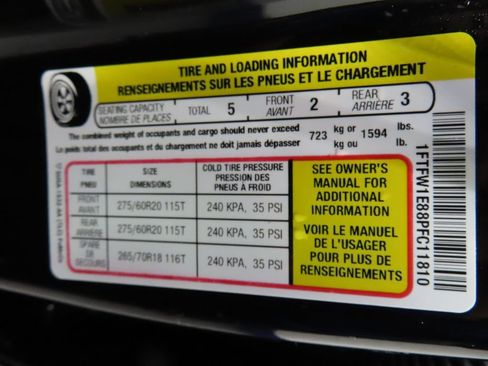 TIRE AND LOADING INFORMATION
RENSEIGNEMENTS SUR LES PNEUS ET LE CHARGEMENT
SEATING CAPACITY
NOMBRE DE PLACES
TOTAL 5
FRONT
AVANT 2
REAR
ARRIÈRE 3
The combined weight of occupants and cargo should never exceed
Le poids total des occupants et du chargement ne doit jamais dépasser
723 kg or
kg ou 1594 lbs.
lb.
TIRE
PNEU
SIZE
DIMENSIONS
COLD TIRE PRESSURE
PRESSION DES
PNEUS À FROID
FRONT
AVANT 275/60R20 115T 240 KPA, 35 PSI
REAR
ARRIÈRE 275/60R20 115T 240 KPA, 35 PSI
SPARE
DE SECOURS 265/70R18 116T 240 KPA, 35 PSI
SEE OWNER'S
MANUAL FOR
ADDITIONAL
INFORMATION
VOIR LE MANUEL
DE L'USAGER
POUR PLUS DE
RENSEIGNEMENTS
1FTFW1E88PFC11810